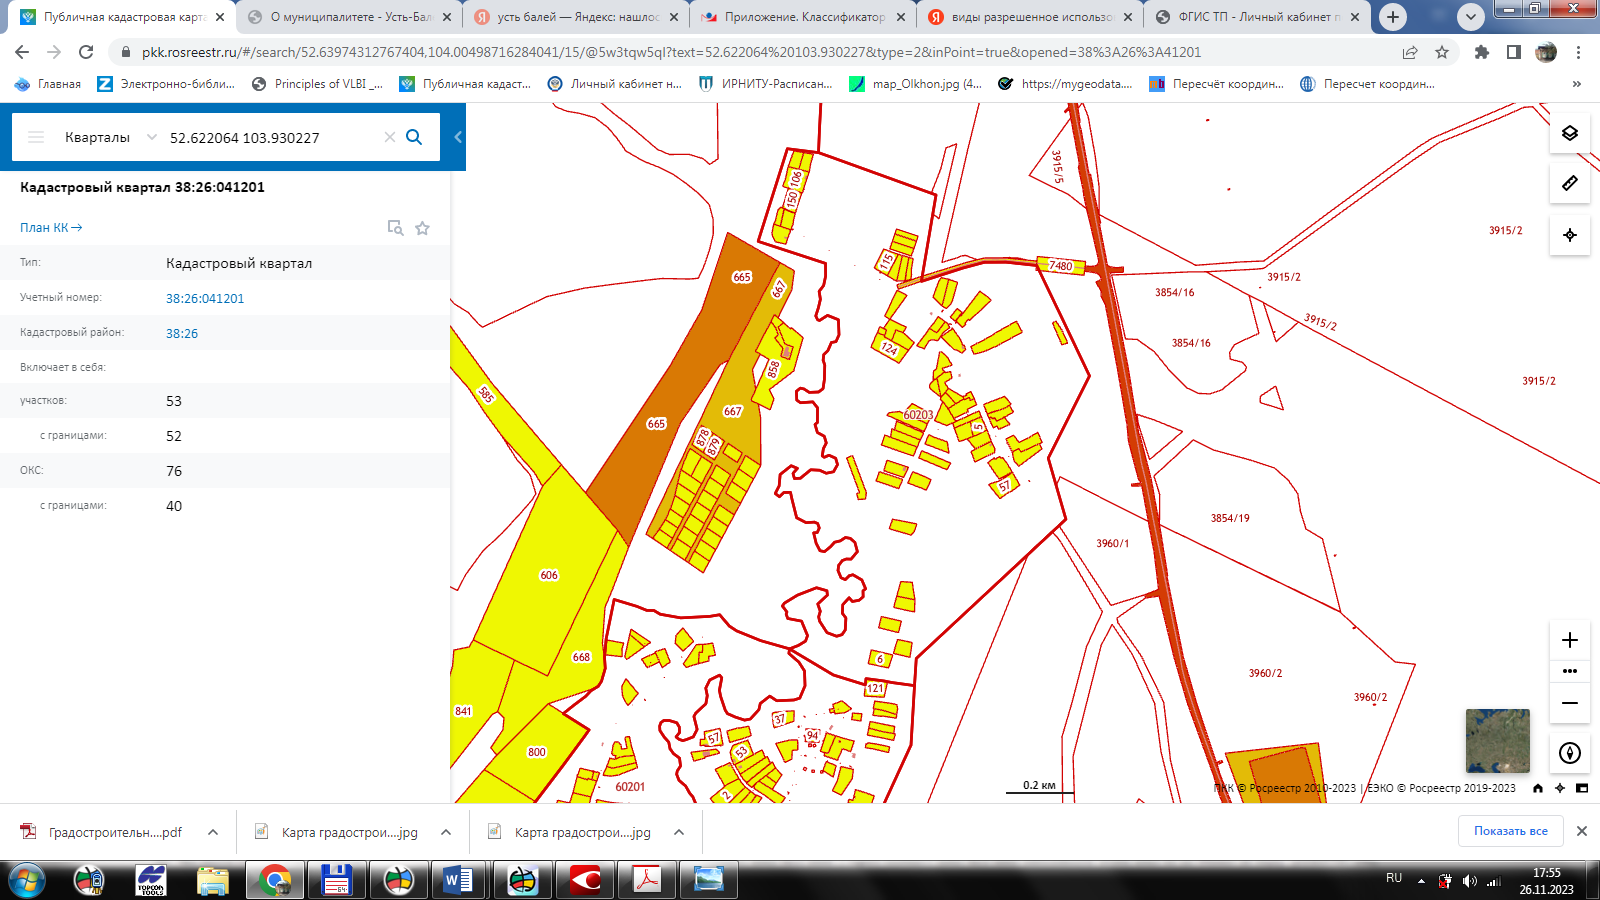 Публичная кадастровая карта
О муниципалитете - Усть-Бал
усть балей — Яндекс: нашлос
Приложение. Классификатор
виды разрешенное использо
ФГИС ТП - Личный кабинет п
pkk.rosreestr.ru/#/search/52.63974312767404,104.00498716284041/15/@5w3tqw5ql?text=52.622064%20103.930227&type=2&inPoint=true&opened=38%3A26%3A41201
Главная
Электронно-библи...
Principles of VLBI _...
Публичная кадаст...
Личный кабинет н...
ИРНИТУ-Расписан...
map_Olkhon.jpg (4...
https://mygeodata....
Пересчёт координ...
Пересчет координ...
»
Кварталы
52.622064 103.930227
Кадастровый квартал 38:26:041201
План КК →
Тип:
Кадастровый квартал
Учетный номер:
38:26:041201
Кадастровый район:
38:26
Включает в себя:
участков:
53
с границами:
52
ОКС:
76
с границами:
40
106
150
115
7480
3915/5
3915/2
3915/2
3915/2
3915/2
3854/16
3854/16
665
667
124
858
585
665
667
878
879
60203
5
57
3854/19
3960/1
606
668
6
121
3960/2
3960/2
841
800
57
53
37
94
2
60201
0.2 км
ПКК © Росреестр 2010-2023 | ЕЭКО © Росреестр 2019-2023
Градостроительн....pdf
Карта градострои....jpg
Карта градострои....jpg
Показать все
TOPCON
TOOLS
64
RU
17:55
26.11.2023